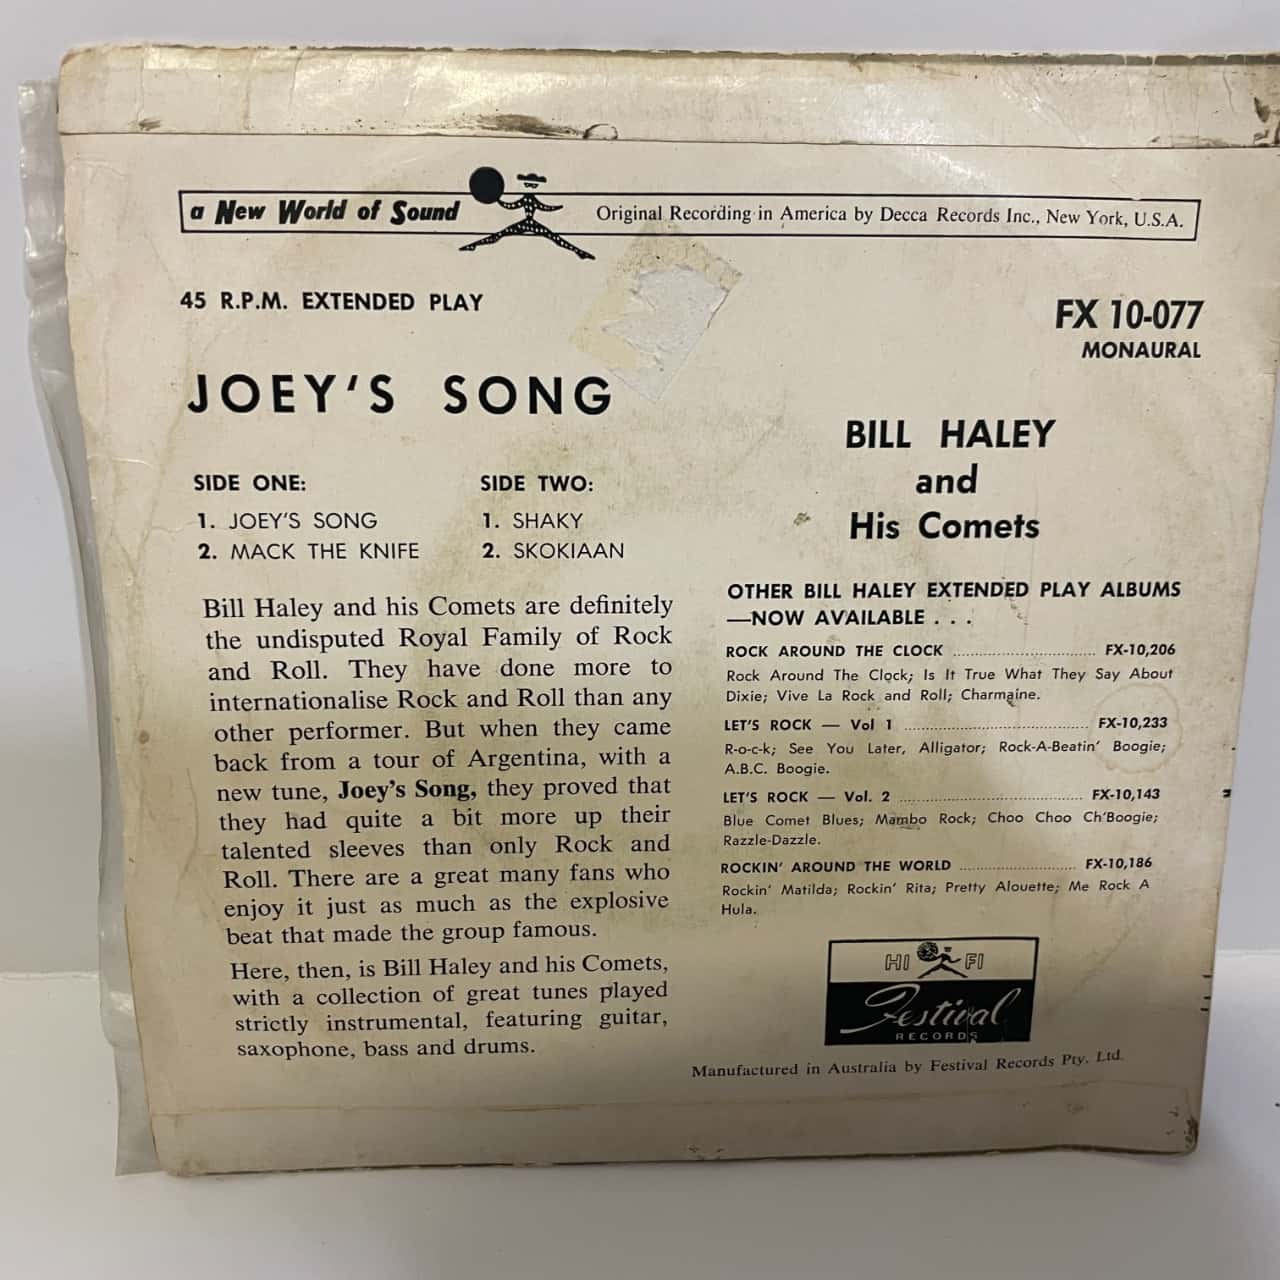 a New World of Sound
Original Recording in America by Decca Records Inc., New York, U.S.A.
45 R.P.M. EXTENDED PLAY
FX 10-077
MONAURAL
JOEY'S SONG
BILL HALEY
and
His Comets
SIDE ONE:
1. JOEY'S SONG
2. MACK THE KNIFE
SIDE TWO:
1. SHAKY
2. SKOKIAAN
Bill Haley and his Comets are definitely
the undisputed Royal Family of Rock
and Roll. They have done more to
internationalise Rock and Roll than any
other performer. But when they came
back from a tour of Argentina, with a
new tune, Joey's Song, they proved that
they had quite a bit more up their
talented sleeves than only Rock and
Roll. There are a great many fans who
enjoy it just as much as the explosive
beat that made the group famous.
Here, then, is Bill Haley and his Comets,
with a collection of great tunes played
strictly instrumental, featuring guitar,
saxophone, bass and drums.
OTHER BILL HALEY EXTENDED PLAY ALBUMS
—NOW AVAILABLE . . .
ROCK AROUND THE CLOCK ............................ FX-10,206
Rock Around The Clock; Is It True What They Say About
Dixie; Vive La Rock and Roll; Charmaine.
LET'S ROCK — Vol 1 ............................ FX-10,233
R-o-c-k; See You Later, Alligator; Rock-A-Beatin' Boogie;
A.B.C. Boogie.
LET'S ROCK — Vol. 2 ............................ FX-10,143
Blue Comet Blues; Mambo Rock; Choo Choo Ch'Boogie;
Razzle-Dazzle.
ROCKIN' AROUND THE WORLD ............................ FX-10,186
Rockin' Matilda; Rockin' Rita; Pretty Alouette; Me Rock A
Hula.
HI FI
Festival
RECORDS
Manufactured in Australia by Festival Records Pty. Ltd.